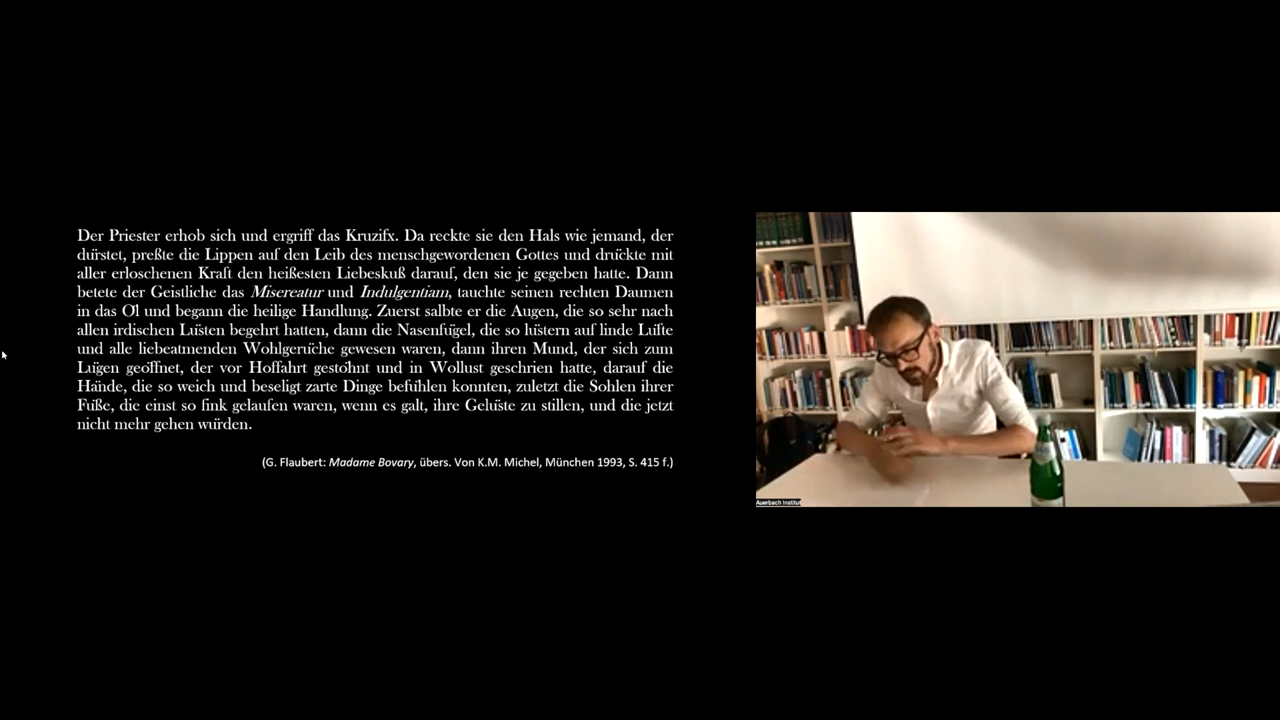 Der Priester erhob sich und ergriff das Kruzifx. Da reckte sie den Hals wie jemand, der
dürstet, preßte die Lippen auf den Leib des menschgewordenen Gottes und drückte mit
aller erloschenen Kraft den heißesten Liebeskuß darauf, den sie je gegeben hatte. Dann
betete der Geistliche das Misereatur und Indulgentiam, tauchte seinen rechten Daumen
in das Öl und begann die heilige Handlung. Zuerst salbte er die Augen, die so sehr nach
allen irdischen Lüsten begehrt hatten, dann die Nasenfügel, die so lüstern auf linde Lüfte
und alle liebeatmenden Wohlgerüche gewesen waren, dann ihren Mund, der sich zum
Lügen geöffnet, der vor Hoffahrt gestöhnt und in Wollust geschrien hatte, darauf die
Hände, die so weich und beseligt zarte Dinge befühlen konnten, zuletzt die Sohlen ihrer
Füße, die einst so fink gelaufen waren, wenn es galt, ihre Gelüste zu stillen, und die jetzt
nicht mehr gehen würden.
(G. Flaubert: Madame Bovary, übers. Von K.M. Michel, München 1993, S. 415 f.)
Auerbach Institut